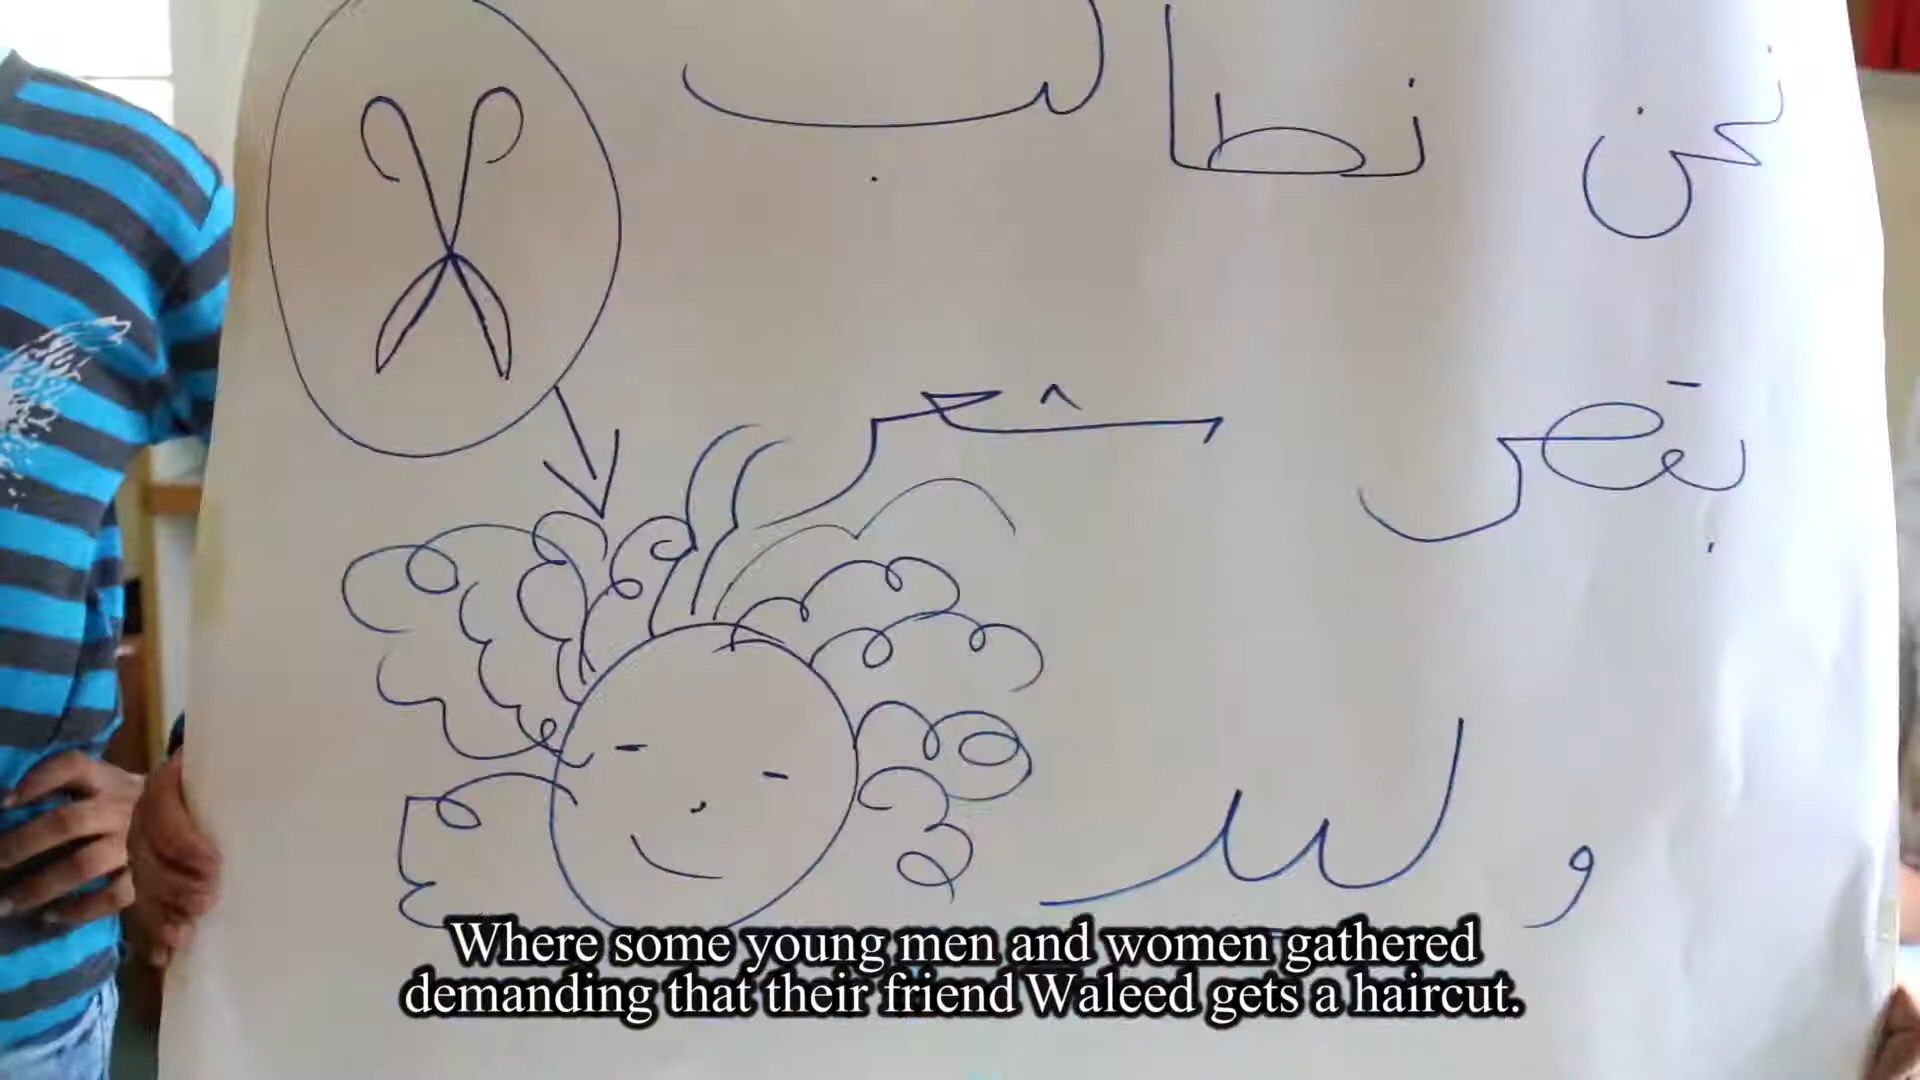 نحن نطالب
بقص شعر
وليد
Where some young men and women gathered
demanding that their friend Waleed gets a haircut.